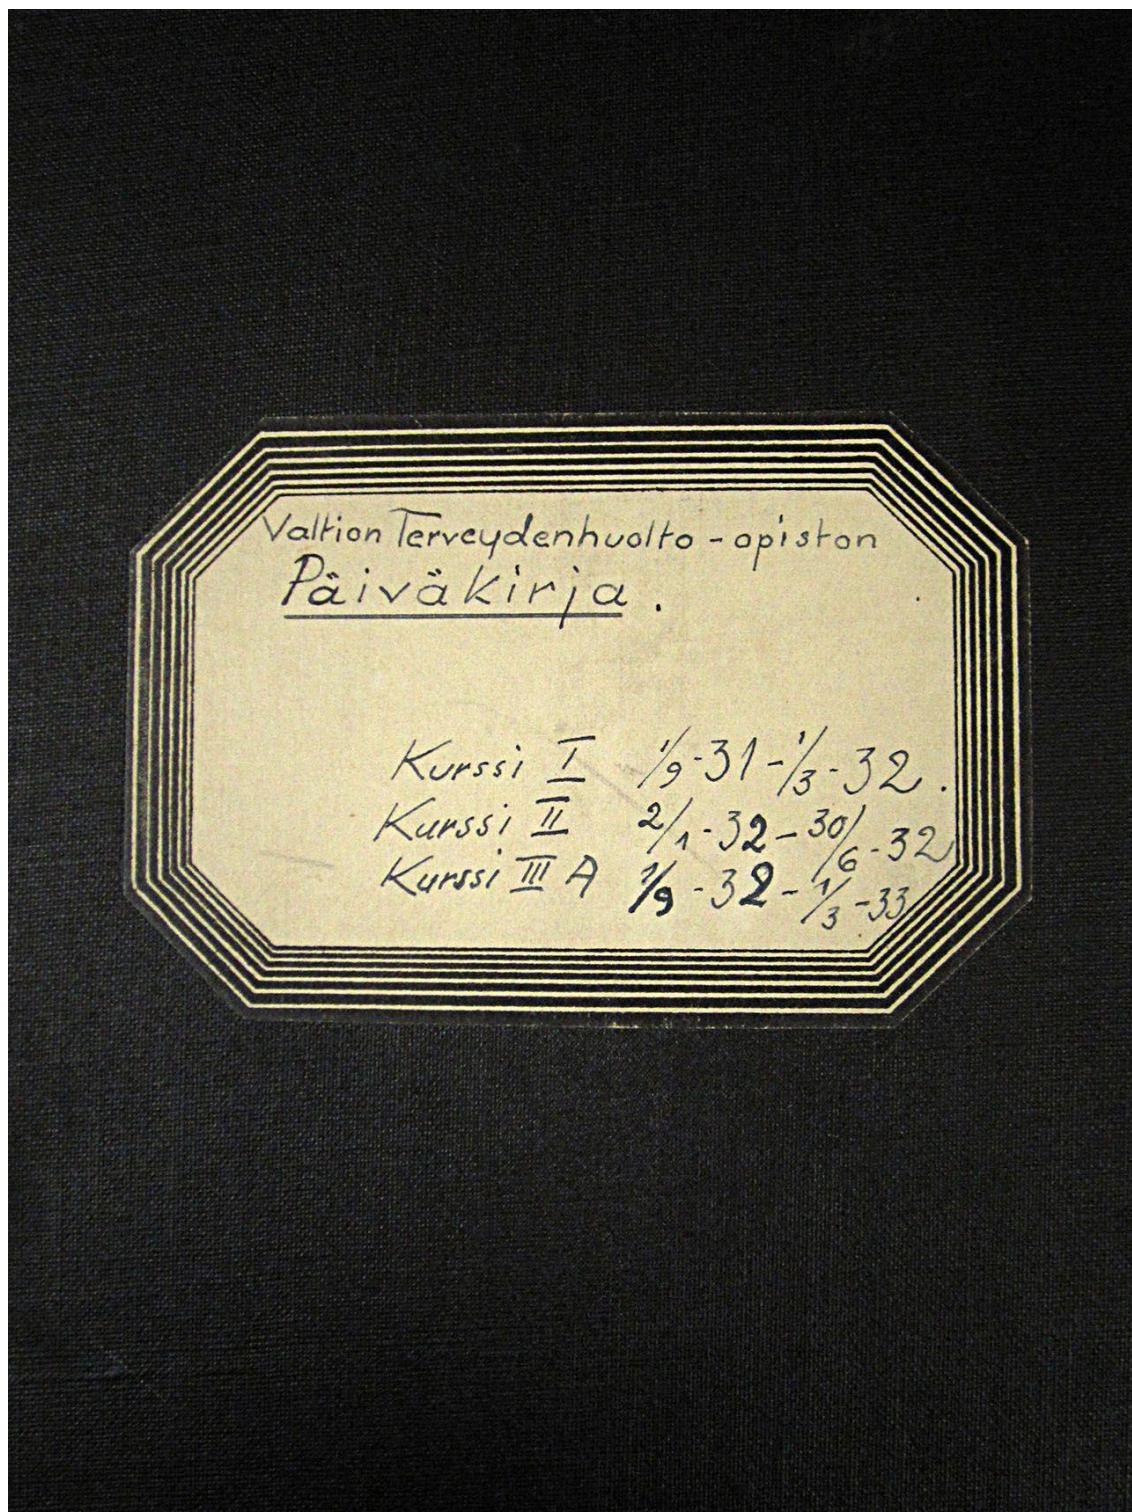 Valtion Terveydenhuolto - opiston
Päiväkirja.
Kurssi I 1/9 - 31 - 1/3 - 32.
Kurssi II 2/1 - 32 - 30/6 - 32
Kurssi III A 1/9 - 32 - 1/3 - 33